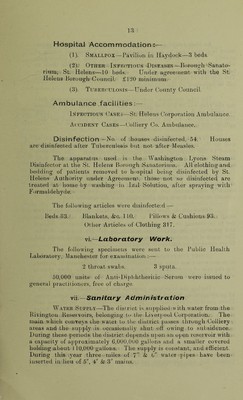 15
Hospital Accommodation:—
(1). SMALLPOX—Pavilion in Haydock—3 beds.
(2). OTHER INFECTIOUS DISEASES—Borough Sanato-
rium, St. Helens—10 beds. Under agreement with the St.
Helens Borough Council. £120 minimum.
(3) TUBERCULOSIS—Under County Council.
Ambulance facilities:—
INFECTIOUS CASES—St. Helens Corporation Ambulance.
ACCIDENT CASES—Colliery Co. Ambulance.
Disinfection—No. of houses disinfected, 54. Houses
are disinfected after Tuberculosis but not after Measles.
The apparatus used is the Washington Lyons Steam
Disinfector at the St. Helens Borough Sanatorium. All clothing and
bedding of patients removed to hospital being disinfected by St.
Helens Authority under Agreement, those not so disinfected are
treated at home by washing in Izal Solution, after spraying with
Formaldehyde.
The following articles were disinfected:—
Beds 63. Blankets, &c. 110. Pillows & Cushions 95.
Other Articles of Clothing 317.
vi.—Laboratory Work.
The following specimens were sent to the Public Health
Laboratory, Manchester for examination:—
2 throat swabs. 3 sputa.
50,000 units of Anti-Diphtheritic Serum were issued to
general practitioners, free of charge
vii.—Sanitary Administration
WATER SUPPLY—The district is supplied with water from the
Rivington Reservoirs, belonging to the Liverpool Corporation. The
main which conveys the water to the district passes through Colliery
areas and the supply is occasionally shut off owing to subsidence.
During these periods the district depends upon an open reservoir with
a capacity of approximately 6,000,000 gallons and a smaller covered
holding about 110,000 gallons. The supply is constant, and efficient.
During this year three miles of 7" & 6" water pipes have been
inserted in lieu of 5", 4" & 3" mains.